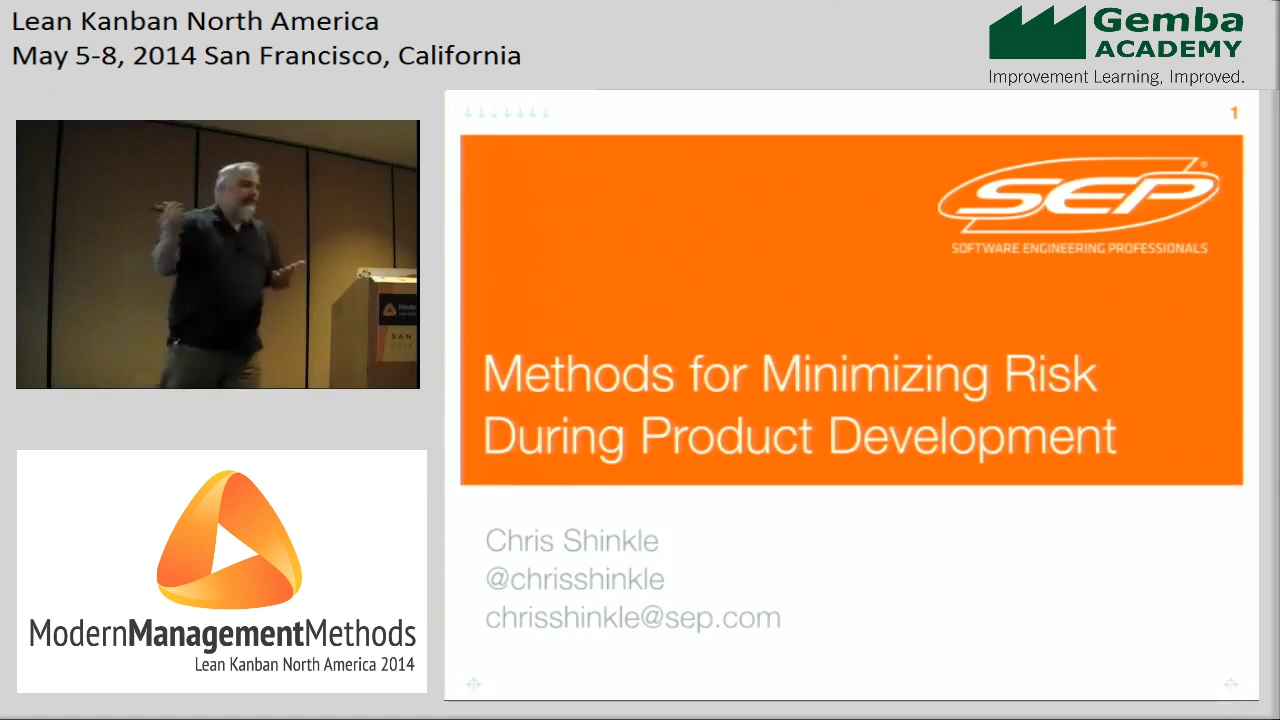 Lean Kanban North America
May 5-8, 2014 San Francisco, California
Gemba
ACADEMY
Improvement Learning, Improved.
1
SEP®
SOFTWARE ENGINEERING PROFESSIONALS
Methods for Minimizing Risk
During Product Development
Chris Shinkle
@chrisshinkle
chrisshinkle@sep.com
SAN
ModernManagementMethods
Lean Kanban North America 2014